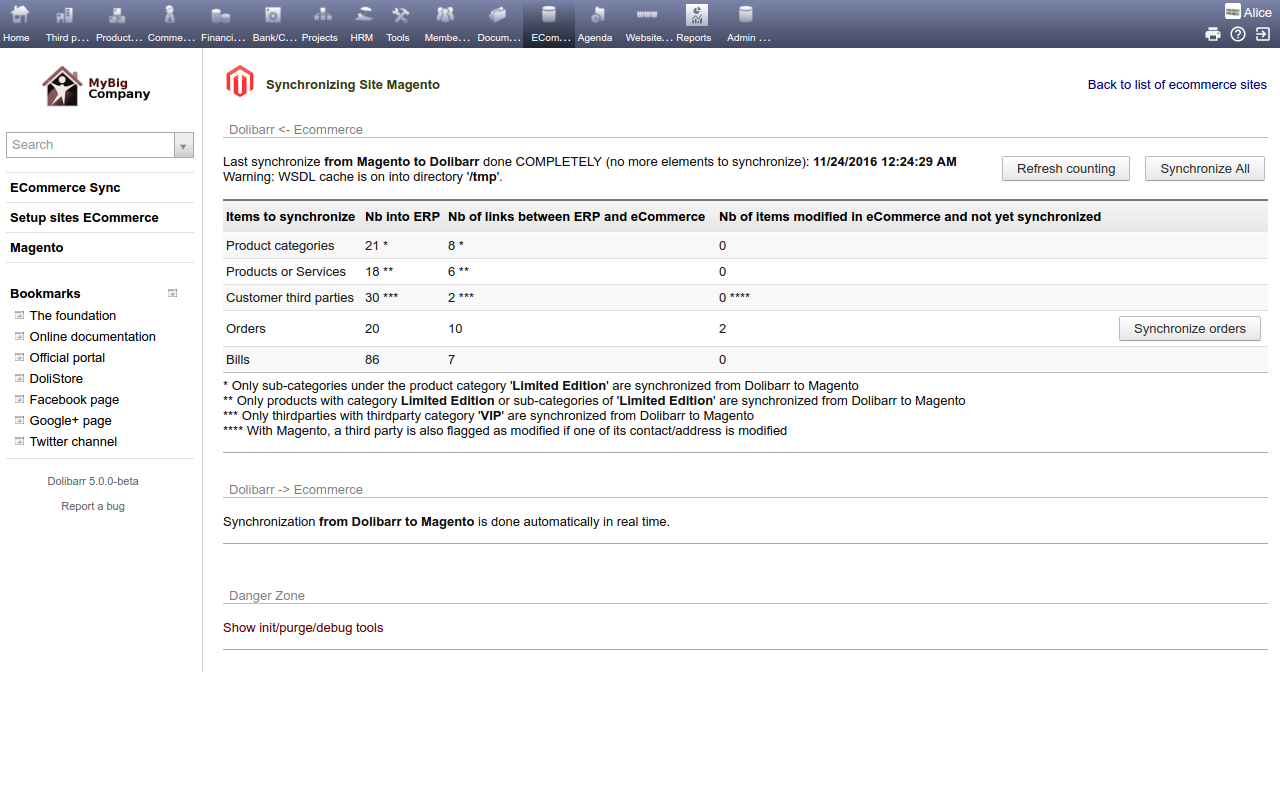 Home Third p... Product... Comme... Financi... Bank/C... Projects HRM Tools Membe... Docum... ECom... Agenda Website... Reports Admin ...
Alice
MyBig
Company
Search
ECommerce Sync
Setup sites ECommerce
Magento
Bookmarks
The foundation
Online documentation
Official portal
DoliStore
Facebook page
Google+ page
Twitter channel
Dolibarr 5.0.0-beta
Report a bug
Synchronizing Site Magento
Back to list of ecommerce sites
Dolibarr <- Ecommerce
Last synchronize from Magento to Dolibarr done COMPLETELY (no more elements to synchronize): 11/24/2016 12:24:29 AM
Warning: WSDL cache is on into directory '/tmp'.
Refresh counting Synchronize All
Items to synchronize Nb into ERP Nb of links between ERP and eCommerce Nb of items modified in eCommerce and not yet synchronized
Product categories 21 * 8 * 0
Products or Services 18 ** 6 ** 0
Customer third parties 30 *** 2 *** 0 ****
Orders 20 10 2 Synchronize orders
Bills 86 7 0
* Only sub-categories under the product category 'Limited Edition' are synchronized from Dolibarr to Magento
** Only products with category Limited Edition or sub-categories of 'Limited Edition' are synchronized from Dolibarr to Magento
*** Only thirdparties with thirdparty category 'VIP' are synchronized from Dolibarr to Magento
**** With Magento, a third party is also flagged as modified if one of its contact/address is modified
Dolibarr -> Ecommerce
Synchronization from Dolibarr to Magento is done automatically in real time.
Danger Zone
Show init/purge/debug tools